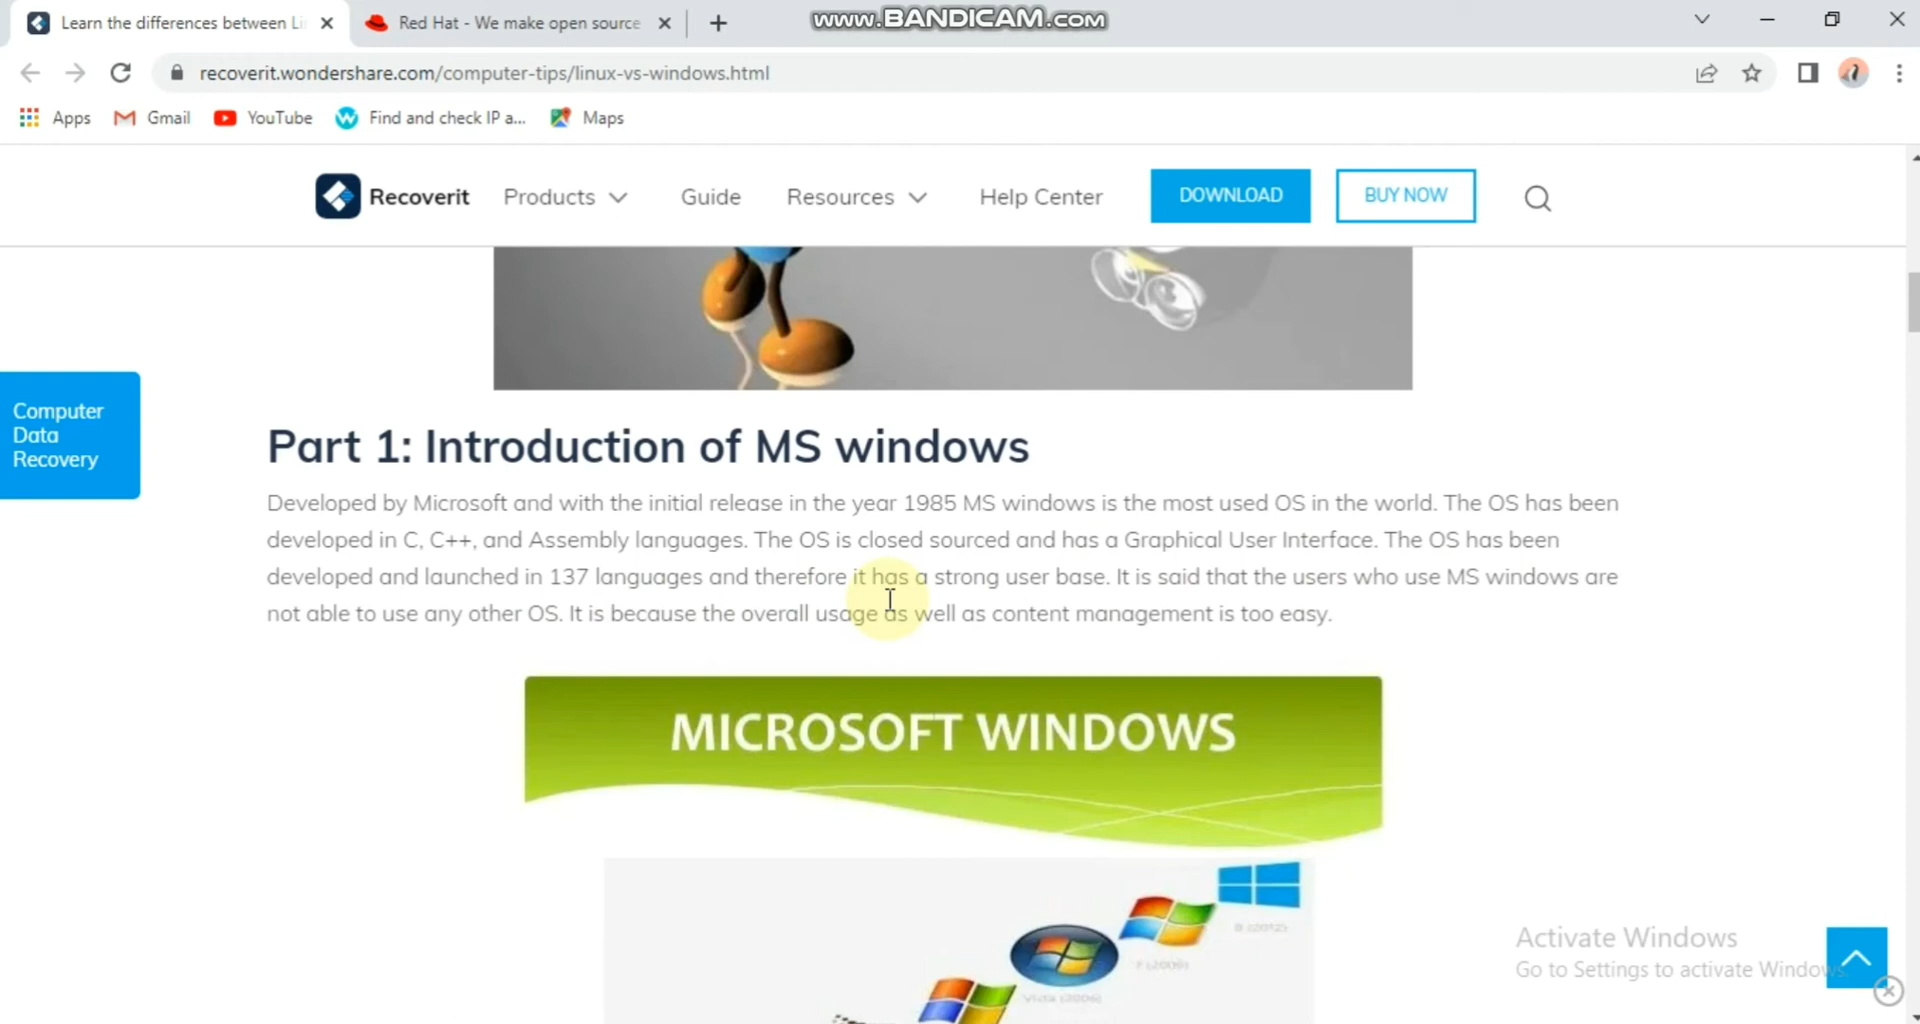 Learn the differences between Li
Red Hat - We make open source
www.BANDICAM.com
recoverit.wondershare.com/computer-tips/linux-vs-windows.html
Apps
Gmail
YouTube
Find and check IP a...
Maps
Recoverit
Products
Guide
Resources
Help Center
DOWNLOAD
BUY NOW
Computer
Data
Recovery
Part 1: Introduction of MS windows
Developed by Microsoft and with the initial release in the year 1985 MS windows is the most used OS in the world. The OS has been
developed in C, C++, and Assembly languages. The OS is closed sourced and has a Graphical User Interface. The OS has been
developed and launched in 137 languages and therefore it has a strong user base. It is said that the users who use MS windows are
not able to use any other OS. It is because the overall usage as well as content management is too easy.
MICROSOFT WINDOWS
8 (2012)
Vista (2006)
Activate Windows
Go to Settings to activate Windows.